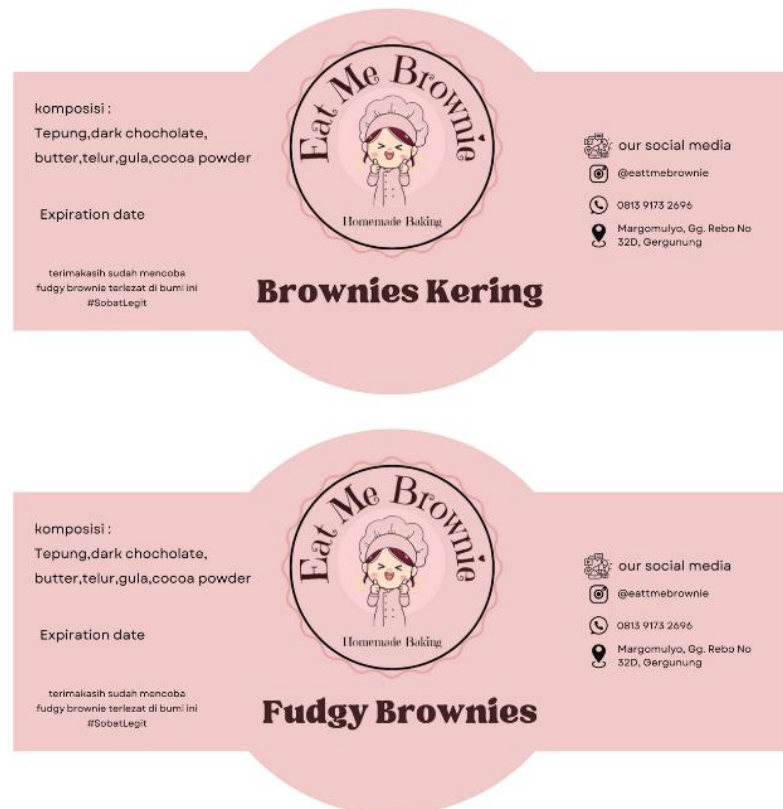 Eat Me Brownie
Homemade Baking
Brownies Kering
komposisi :
Tepung,dark chocholate,
butter,telur,gula,cocoa powder
Expiration date
terimakasih sudah mencoba
fudgy brownie terlezat di bumi ini
#SobatLegit
our social media
@eattmebrownie
0813 9173 2696
Margomulyo, Gg. Rebo No
32D, Gergunung
Eat Me Brownie
Homemade Baking
Fudgy Brownies
komposisi :
Tepung,dark chocholate,
butter,telur,gula,cocoa powder
Expiration date
terimakasih sudah mencoba
fudgy brownie terlezat di bumi ini
#SobatLegit
our social media
@eattmebrownie
0813 9173 2696
Margomulyo, Gg. Rebo No
32D, Gergunung